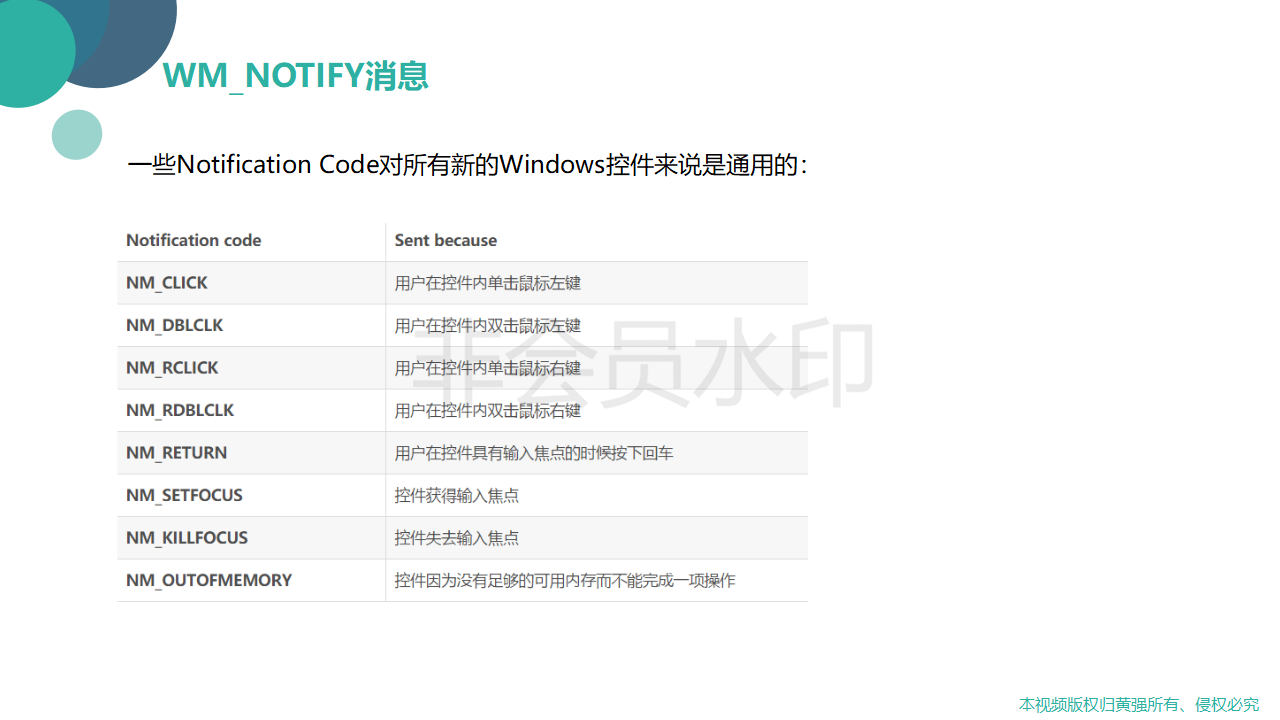 WM_NOTIFY消息
一些Notification Code对所有新的Windows控件来说是通用的：
Notification code Sent because
NM_CLICK 用户在控件内单击鼠标左键
NM_DBLCLK 用户在控件内双击鼠标左键
NM_RCLICK 用户在控件内单击鼠标右键
NM_RDBLCLK 用户在控件内双击鼠标右键
NM_RETURN 用户在控件具有输入焦点的时候按下回车
NM_SETFOCUS 控件获得输入焦点
NM_KILLFOCUS 控件失去输入焦点
NM_OUTOFMEMORY 控件因为没有足够的可用内存而不能完成一项操作
非会员水印
本视频版权归黄强所有、侵权必究